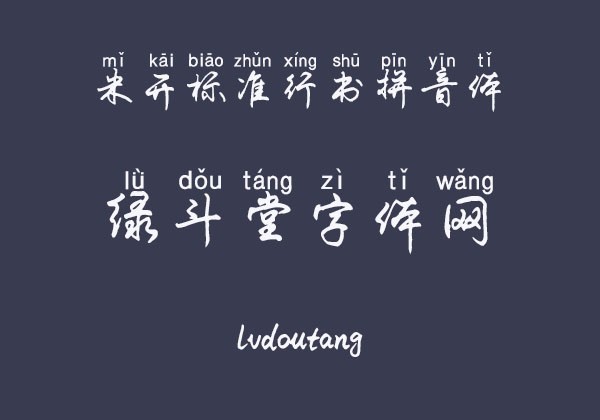 mǐ kāi biāo zhǔn xíng shū pīn yīn tǐ
米开标准行书拼音体
lǜ dǒu táng zì tǐ wǎng
绿斗堂字体网
lvdoutang